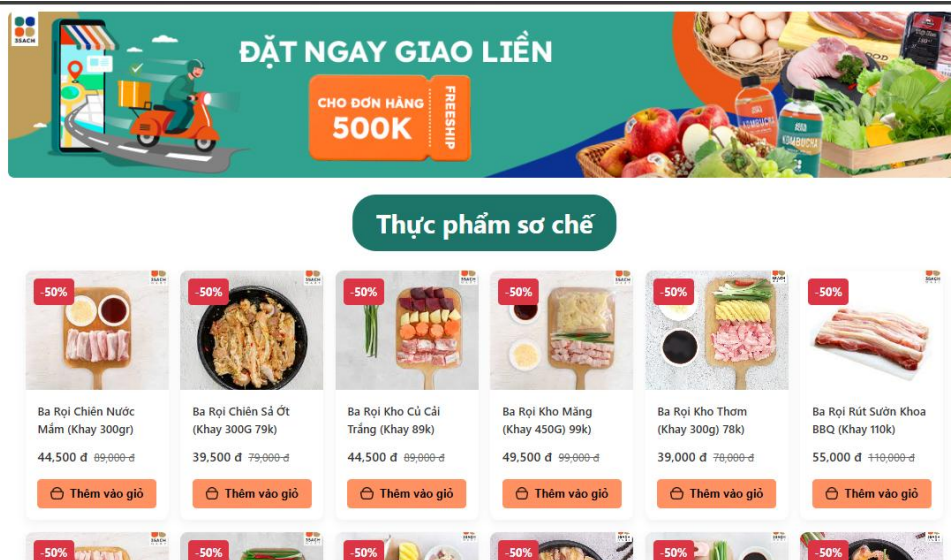 3SACH
ĐẶT NGAY GIAO LIỀN
CHO ĐƠN HÀNG
500K
FREESHIP
KOMBUCHA
Thực phẩm sơ chế
-50%
-50%
-50%
-50%
-50%
-50%
Ba Rọi Chiên Nước
Mắm (Khay 300gr)
44,500 đ 89,000 đ
Thêm vào giỏ
Ba Rọi Chiên Sả Ớt
(Khay 300G 79k)
39,500 đ 79,000 đ
Thêm vào giỏ
Ba Rọi Kho Củ Cải
Trắng (Khay 89k)
44,500 đ 89,000 đ
Thêm vào giỏ
Ba Rọi Kho Măng
(Khay 450G) 99k)
49,500 đ 99,000 đ
Thêm vào giỏ
Ba Rọi Kho Thơm
(Khay 300g) 78k)
39,000 đ 78,000 đ
Thêm vào giỏ
Ba Rọi Rút Sườn Khoa
BBQ (Khay 110k)
55,000 đ 110,000 đ
Thêm vào giỏ
-50%
-50%
-50%
-50%
-50%
-50%